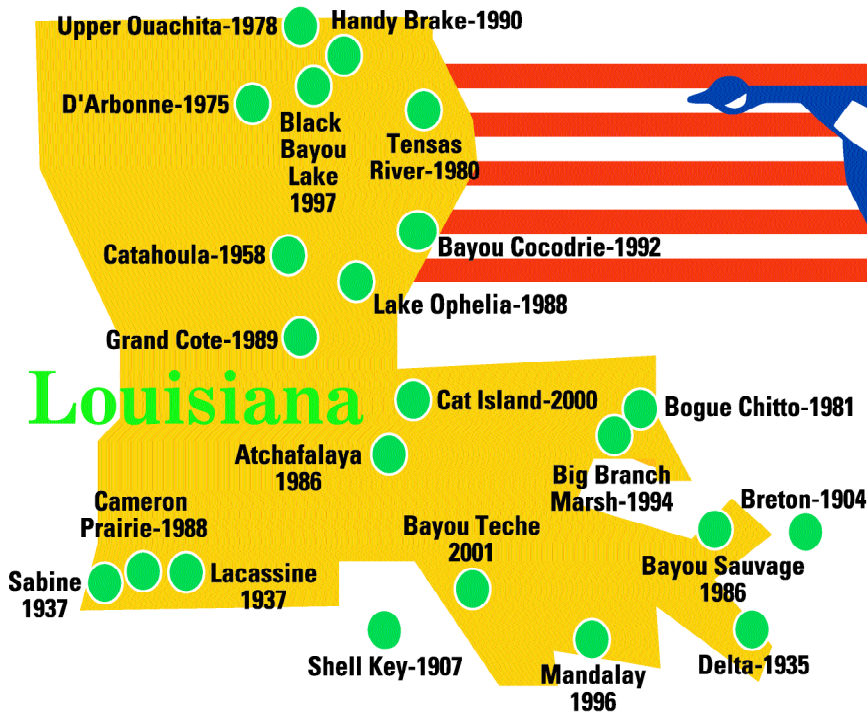 Upper Ouachita-1978
Handy Brake-1990
D'Arbonne-1975
Black
Bayou
Lake
1997
Tensas
River-1980
Catahoula-1958
Bayou Cocodrie-1992
Lake Ophelia-1988
Grand Cote-1989
Louisiana
Cat Island-2000
Bogue Chitto-1981
Atchafalaya
1986
Big Branch
Marsh-1994
Cameron
Prairie-1988
Bayou Teche
2001
Breton-1904
Bayou Sauvage
1986
Sabine
1937
Lacassine
1937
Shell Key-1907
Mandalay
1996
Delta-1935